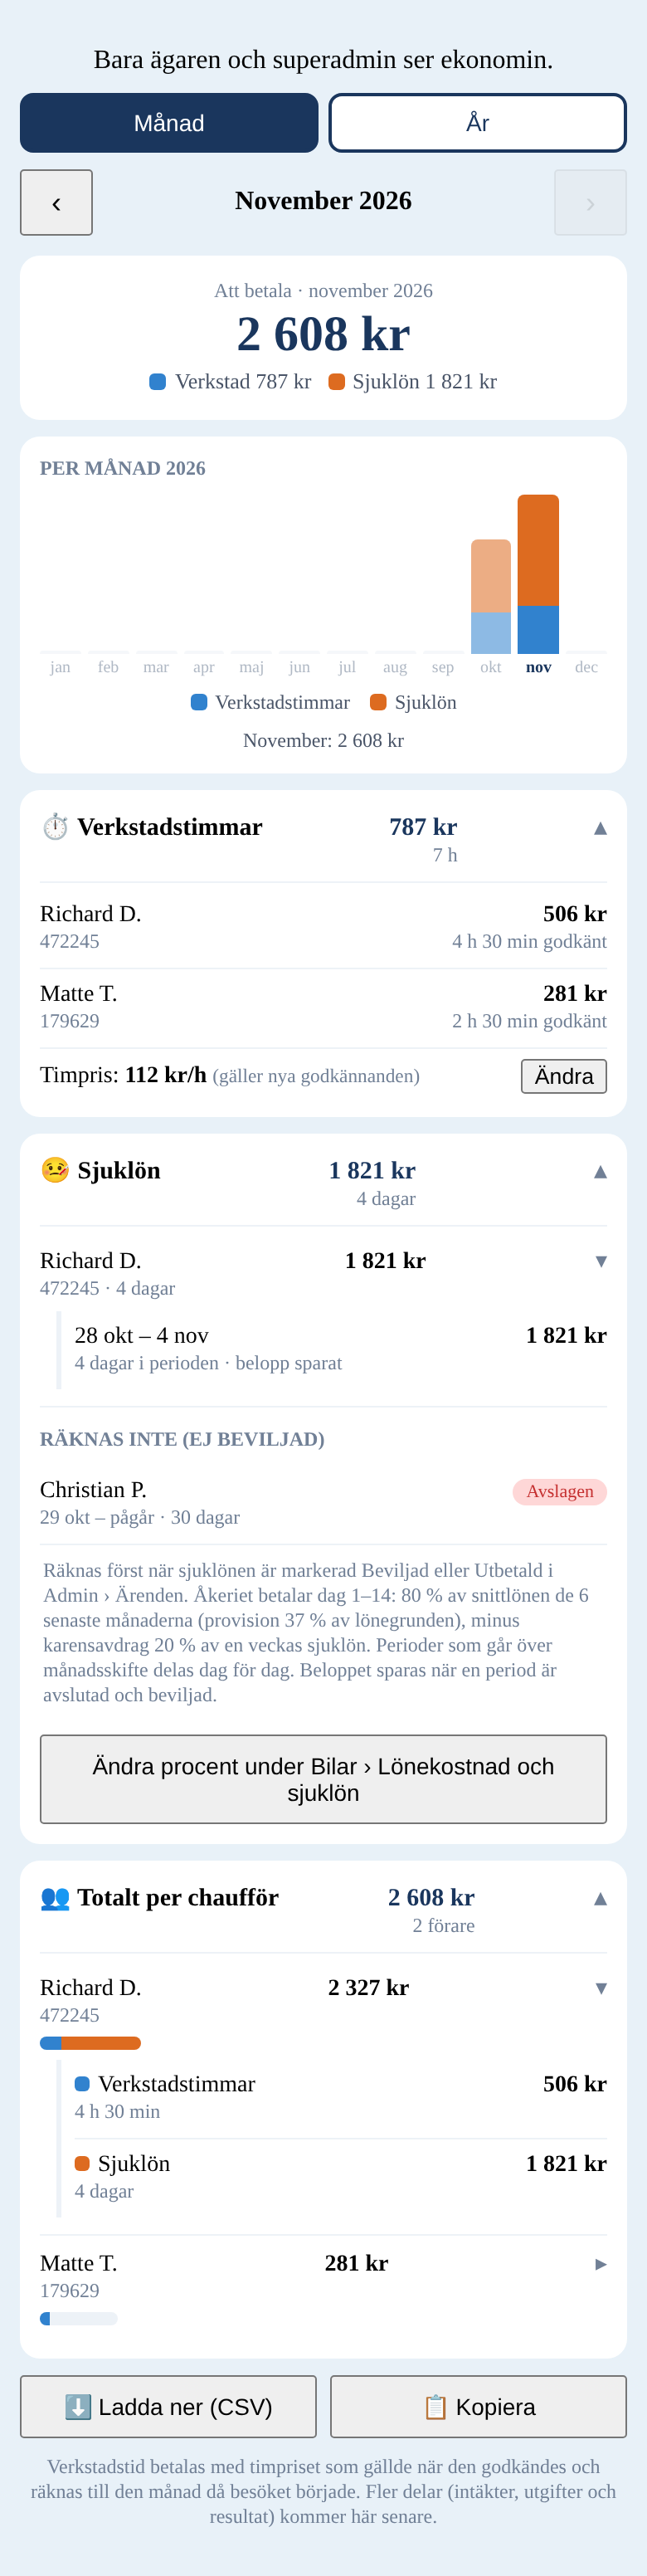 Bara ägaren och superadmin ser ekonomin.
Månad
År
‹
November 2026
›
Att betala · november 2026
2 608 kr
Verkstad 787 kr Sjuklön 1 821 kr
PER MÅNAD 2026
jan feb mar apr maj jun jul aug sep okt nov dec
Verkstadstimmar Sjuklön
November: 2 608 kr
⏱️ Verkstadstimmar 787 kr ▲
7 h
Richard D. 506 kr
472245 4 h 30 min godkänt
Matte T. 281 kr
179629 2 h 30 min godkänt
Timpris: 112 kr/h (gäller nya godkännanden) Ändra
🤒 Sjuklön 1 821 kr ▲
4 dagar
Richard D. 1 821 kr ▼
472245 · 4 dagar
28 okt – 4 nov 1 821 kr
4 dagar i perioden · belopp sparat
RÄKNAS INTE (EJ BEVILJAD)
Christian P. Avslagen
29 okt – pågår · 30 dagar
Räknas först när sjuklönen är markerad Beviljad eller Utbetald i
Admin › Ärenden. Åkeriet betalar dag 1–14: 80 % av snittlönen de 6
senaste månaderna (provision 37 % av lönegrunden), minus
karensavdrag 20 % av en veckas sjuklön. Perioder som går över
månadsskifte delas dag för dag. Beloppet sparas när en period är
avslutad och beviljad.
Ändra procent under Bilar › Lönekostnad och
sjuklön
👥 Totalt per chaufför 2 608 kr ▲
2 förare
Richard D. 2 327 kr ▼
472245
Verkstadstimmar 506 kr
4 h 30 min
Sjuklön 1 821 kr
4 dagar
Matte T. 281 kr ►
179629
⬇️ Ladda ner (CSV)
📋 Kopiera
Verkstadstid betalas med timpriset som gällde när den godkändes och
räknas till den månad då besöket började. Fler delar (intäkter, utgifter och
resultat) kommer här senare.